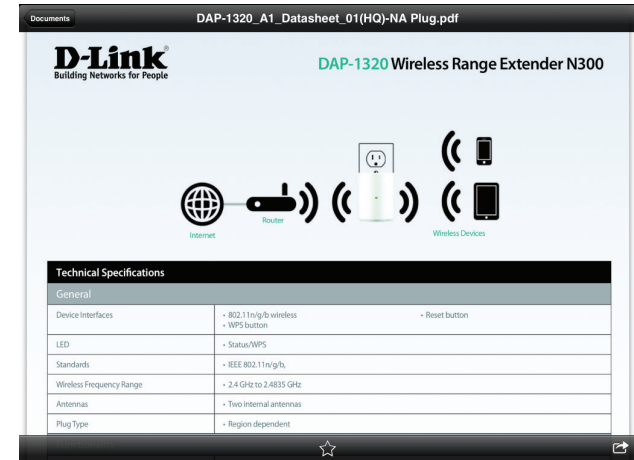 Documents
DAP-1320_A1_Datasheet_01(HQ)-NA Plug.pdf
D-Link®
Building Networks for People
DAP-1320 Wireless Range Extender N300
Internet
Router
Wireless Devices
Technical Specifications
General
Device Interfaces • 802.11n/g/b wireless • Reset button
• WPS button
LED • Status/WPS
Standards • IEEE 802.11n/g/b,
Wireless Frequency Range • 2.4 GHz to 2.4835 GHz
Antennas • Two internal antennas
Plug Type • Region dependent